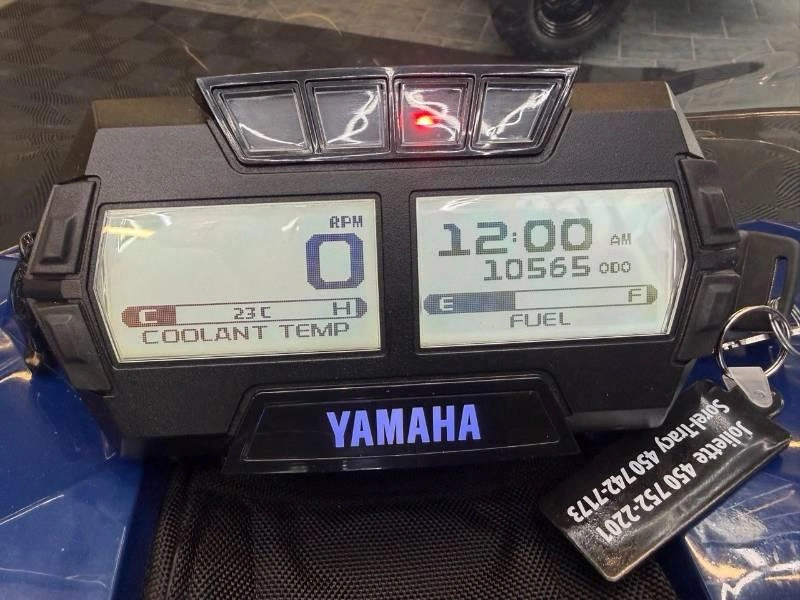 RPM
0
C 23 C H
COOLANT TEMP
12:00 AM
10565 ODO
E F
FUEL
YAMAHA
Joliette 450 752-2201
Sorel-Tracy 450 742-7173